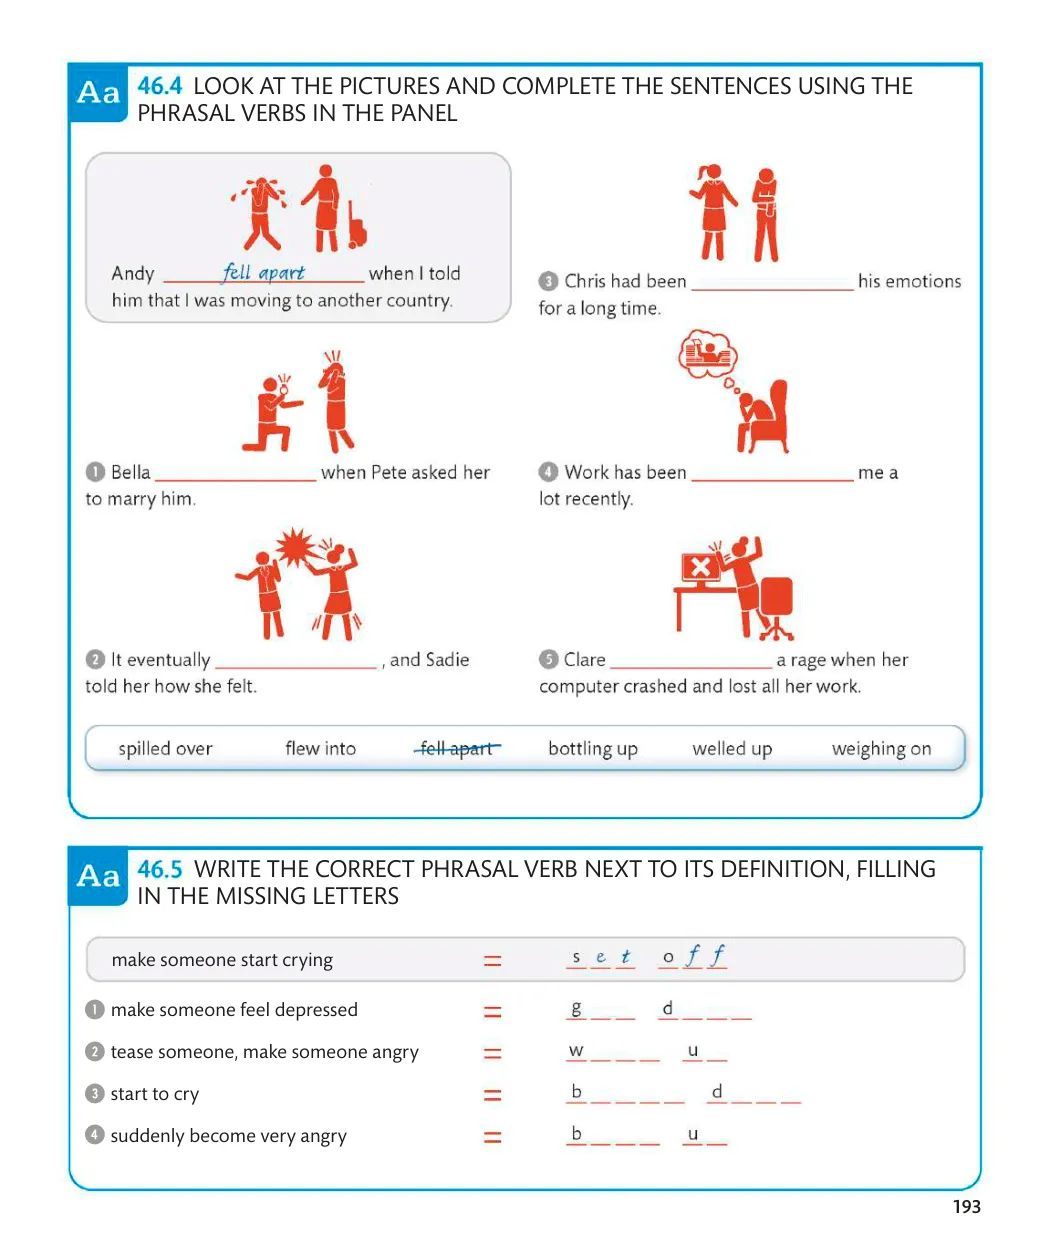 Aa 46.4 LOOK AT THE PICTURES AND COMPLETE THE SENTENCES USING THE
PHRASAL VERBS IN THE PANEL
Andy fell apart when I told
him that I was moving to another country.
1 Bella ____ when Pete asked her
to marry him.
2 It eventually ____ , and Sadie
told her how she felt.
3 Chris had been ____ his emotions
for a long time.
4 Work has been ____ me a
lot recently.
5 Clare ____ a rage when her
computer crashed and lost all her work.
spilled over flew into fell apart bottling up welled up weighing on
Aa 46.5 WRITE THE CORRECT PHRASAL VERB NEXT TO ITS DEFINITION, FILLING
IN THE MISSING LETTERS
make someone start crying = s e t o f f
1 make someone feel depressed = g _ _ d _ _ _
2 tease someone, make someone angry = w _ _ _ u _
3 start to cry = b _ _ _ _ d _ _ _
4 suddenly become very angry = b _ _ _ u _
193